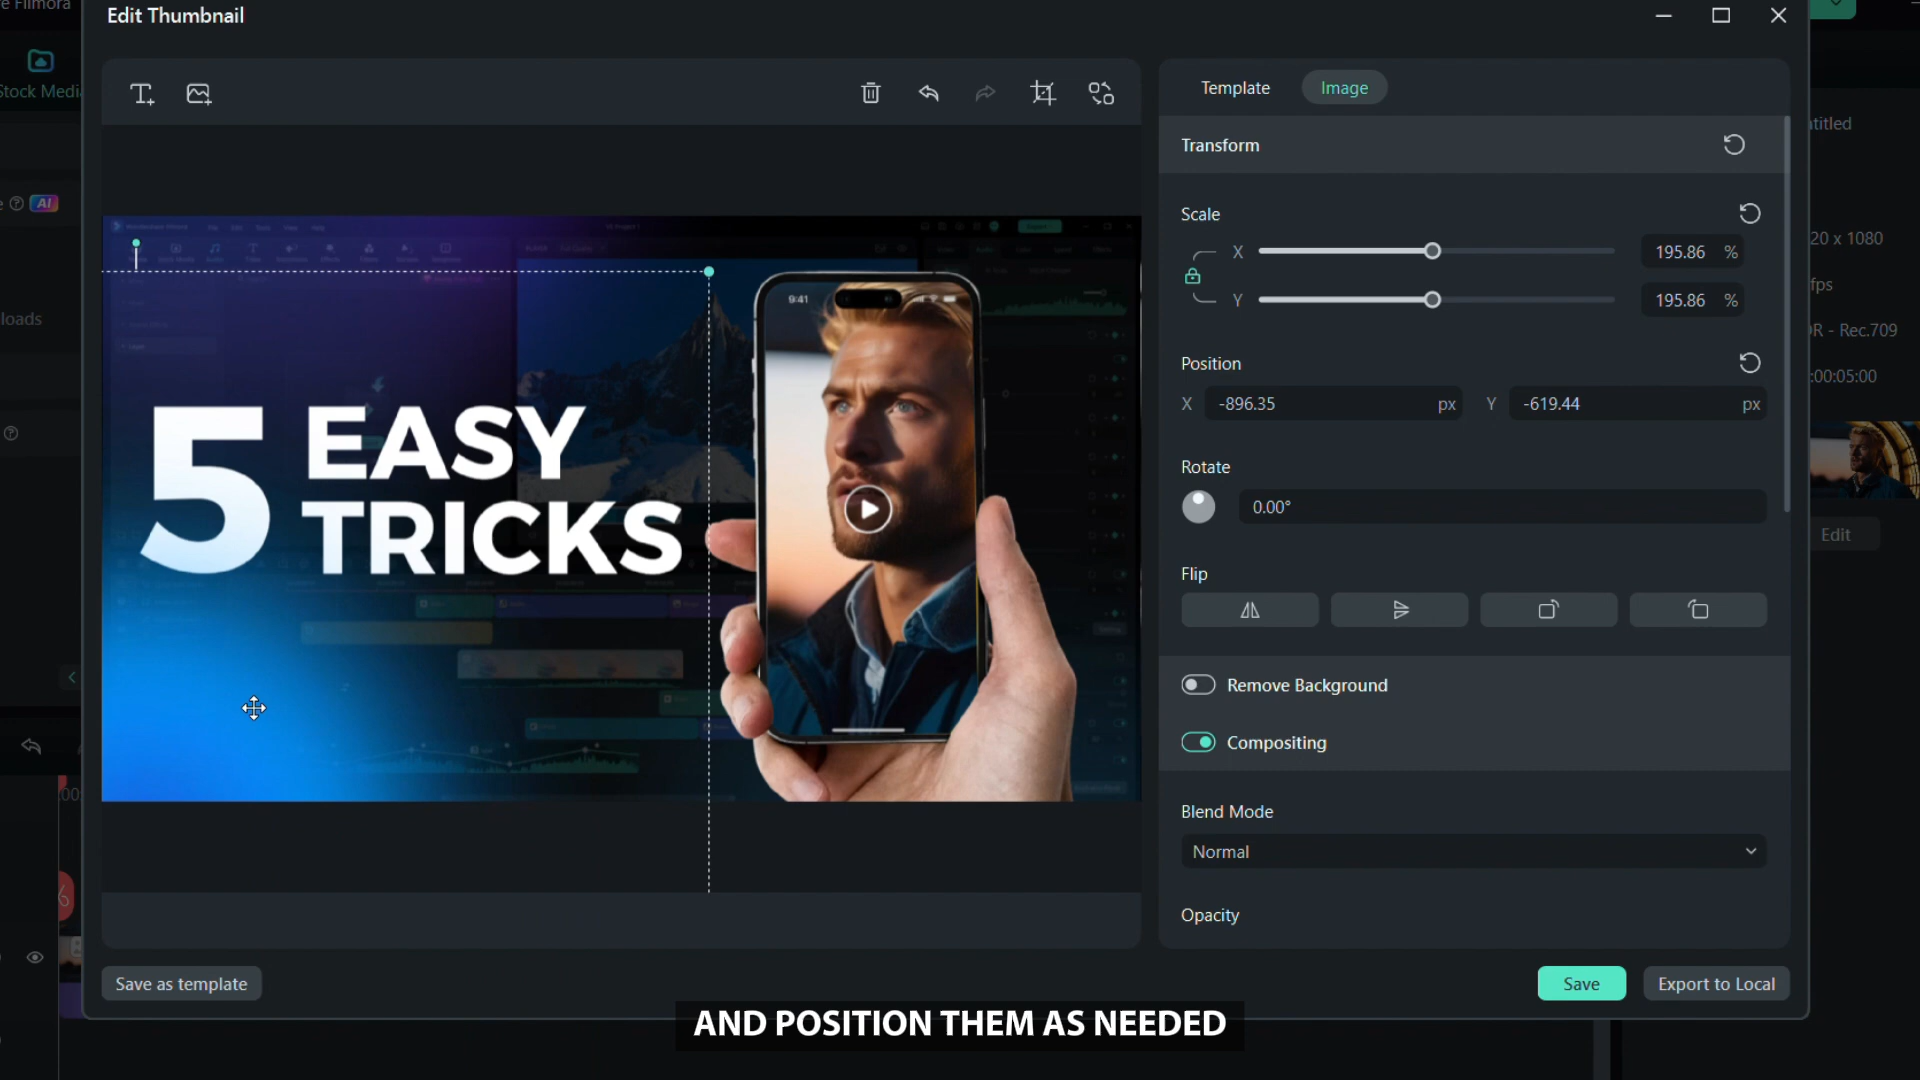 e Filmora
Edit Thumbnail
Stock Media
Template
Image
Transform
Scale
X
195.86 %
Y
195.86 %
Position
X -896.35 px
Y -619.44 px
Rotate
0.00°
Flip
Remove Background
Compositing
Blend Mode
Normal
Opacity
AI
loads
9:41
5 EASY
TRICKS
ntitled
20 x 1080
fps
R - Rec.709
:00:05:00
Edit
Save as template
Save
Export to Local
AND POSITION THEM AS NEEDED